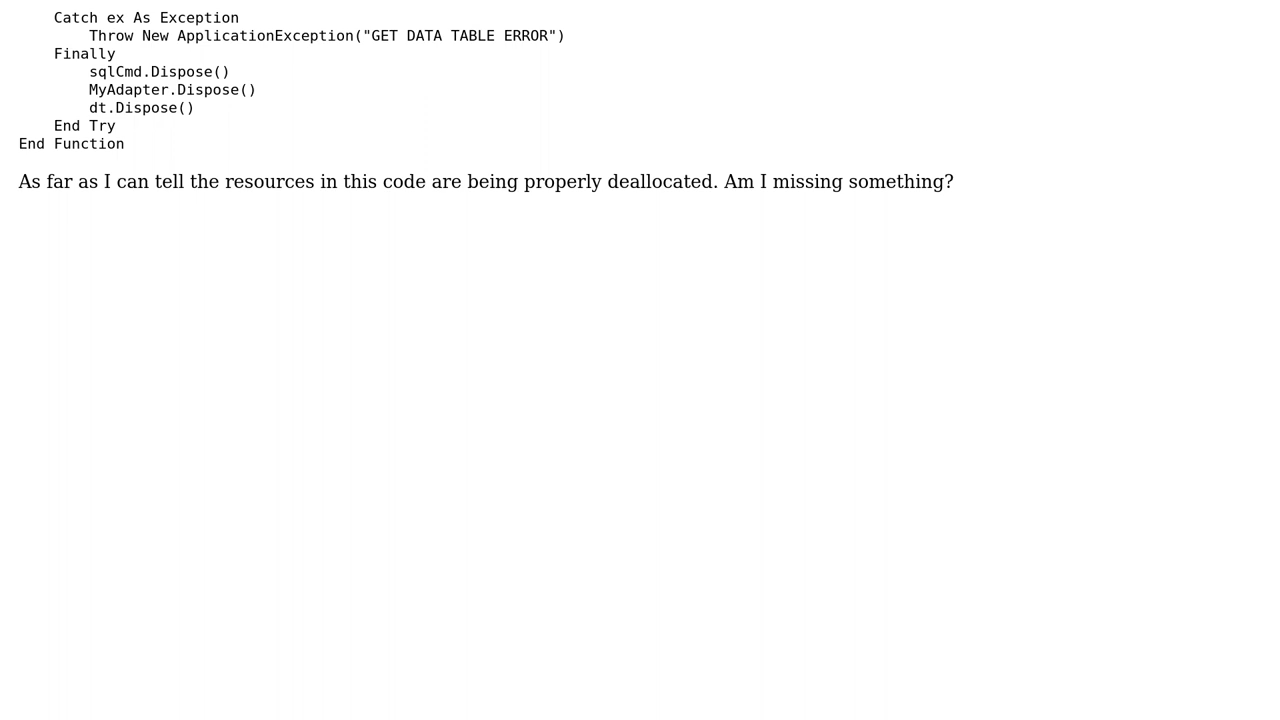 Catch ex As Exception
        Throw New ApplicationException("GET DATA TABLE ERROR")
    Finally
        sqlCmd.Dispose()
        MyAdapter.Dispose()
        dt.Dispose()
    End Try
End Function
As far as I can tell the resources in this code are being properly deallocated. Am I missing something?